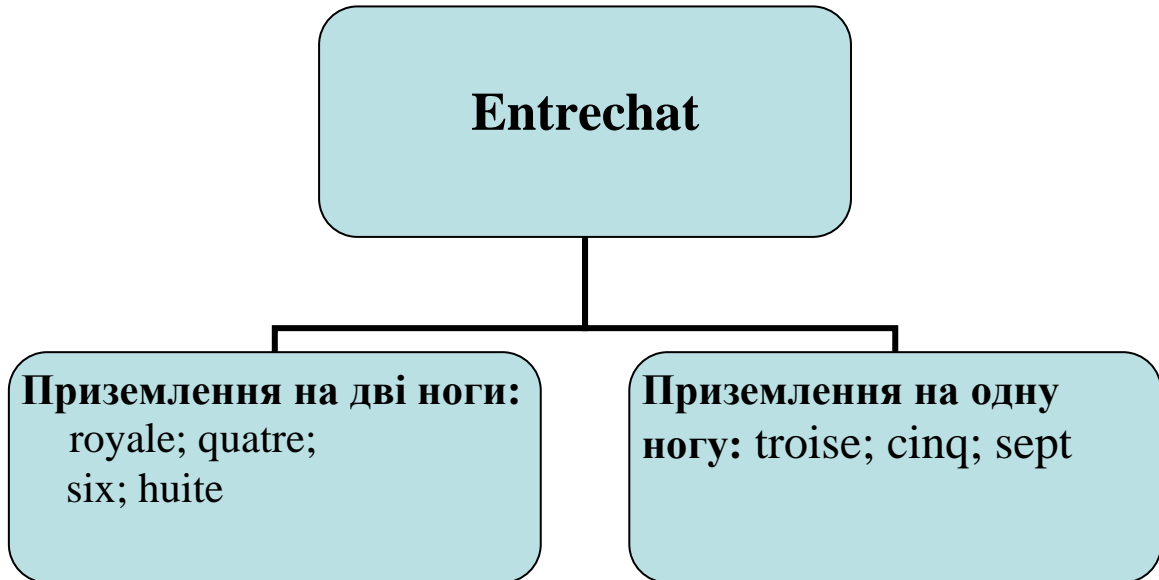 Entrechat
Приземлення на дві ноги:
royale; quatre;
six; huite
Приземлення на одну
ногу: troise; cinq; sept